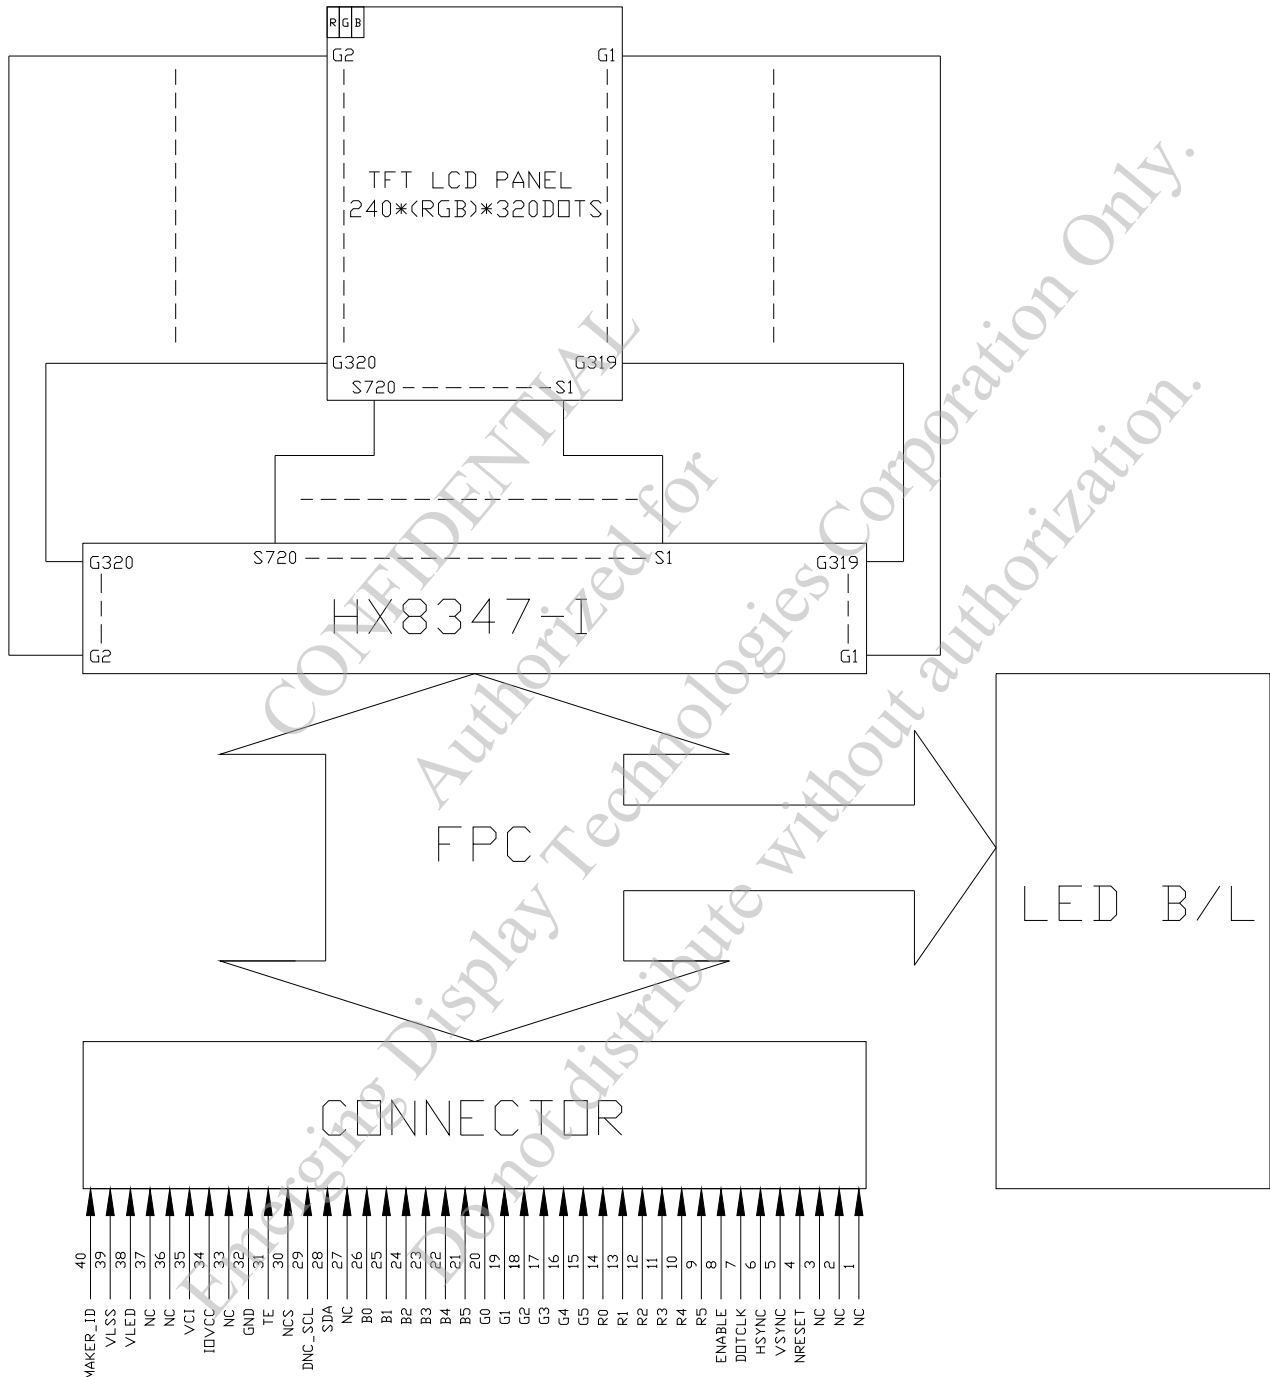 R G B
G2 G1
TFT LCD PANEL
240*(RGB)*320DOTS
G320 G319
S720 S1
S720 S1
G320 G319
HX8347-I
G2 G1
FPC
LED B/L
CONNECTOR
40 39 38 37 36 35 34 33 32 31 30 29 28 27 26 25 24 23 22 21 20 19 18 17 16 15 14 13 12 11 10 9 8 7 6 5 4 3 2 1
MAKER_ID VLSS VLED NC NC VCI IOVCC NC GND TE NCS DNC_SCL SDA NC B0 B1 B2 B3 B4 B5 G0 G1 G2 G3 G4 G5 R0 R1 R2 R3 R4 R5 ENABLE DOTCLK HSYNC VSYNC NRESET NC NC NC
CONFIDENTIAL
Authorized for
Emerging Display Technologies Corporation Only.
Do not distribute without authorization.